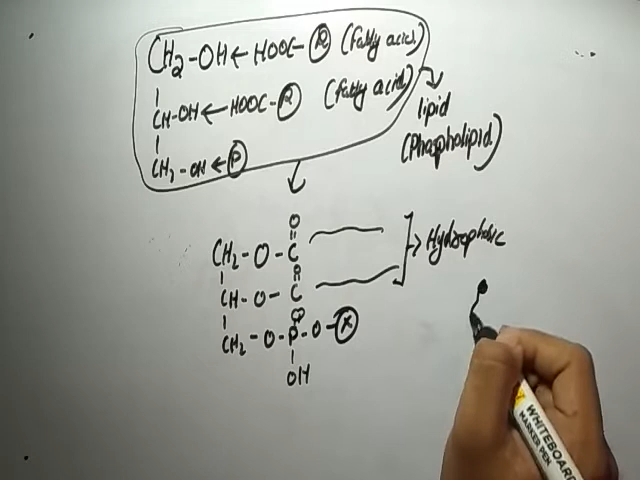 CH2-OH ← HOOC-R (Fatty acid)
CH-OH ← HOOC-R (Fatty acid)
CH2-OH ← P
lipid
(Phospholipid)
O
CH2-O-C
Hydrophobic
O
CH-O-C
O
CH2-O-P-O-X
OH
WHITEBOARD
MARKER PEN